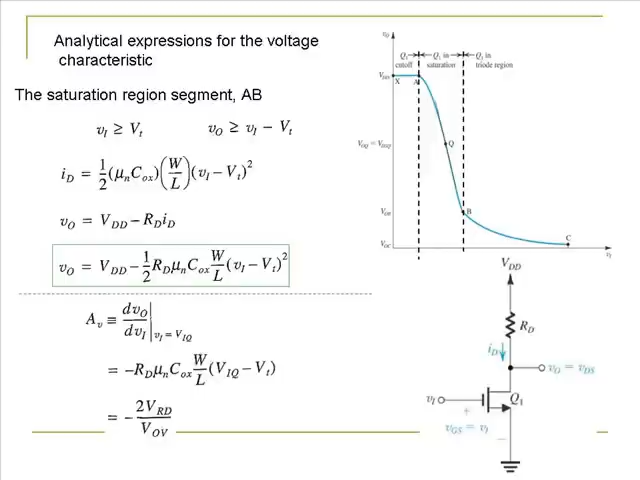 Analytical expressions for the voltage
characteristic
The saturation region segment, AB
v_I ≥ V_t    v_O ≥ v_I − V_t
i_D = 1/2 (μ_n C_ox)(W/L)(v_I − V_t)^2
v_O = V_DD − R_D i_D
v_O = V_DD − 1/2 R_D μ_n C_ox W/L (v_I − V_t)^2
A_v ≡ dv_O/dv_I |_{v_I = V_IQ}
= −R_D μ_n C_ox W/L (V_IQ − V_t)
= − 2V_RD/V_OV
v_O
Q_1 cutoff
Q_1 in saturation
Q_1 in triode region
V_DD
X A
V_OQ = V_DSQ
Q
V_OB
B
V_OC
C
v_I
V_DD
R_D
i_D
v_O = v_DS
v_I
Q_1
+
v_GS = v_I
−